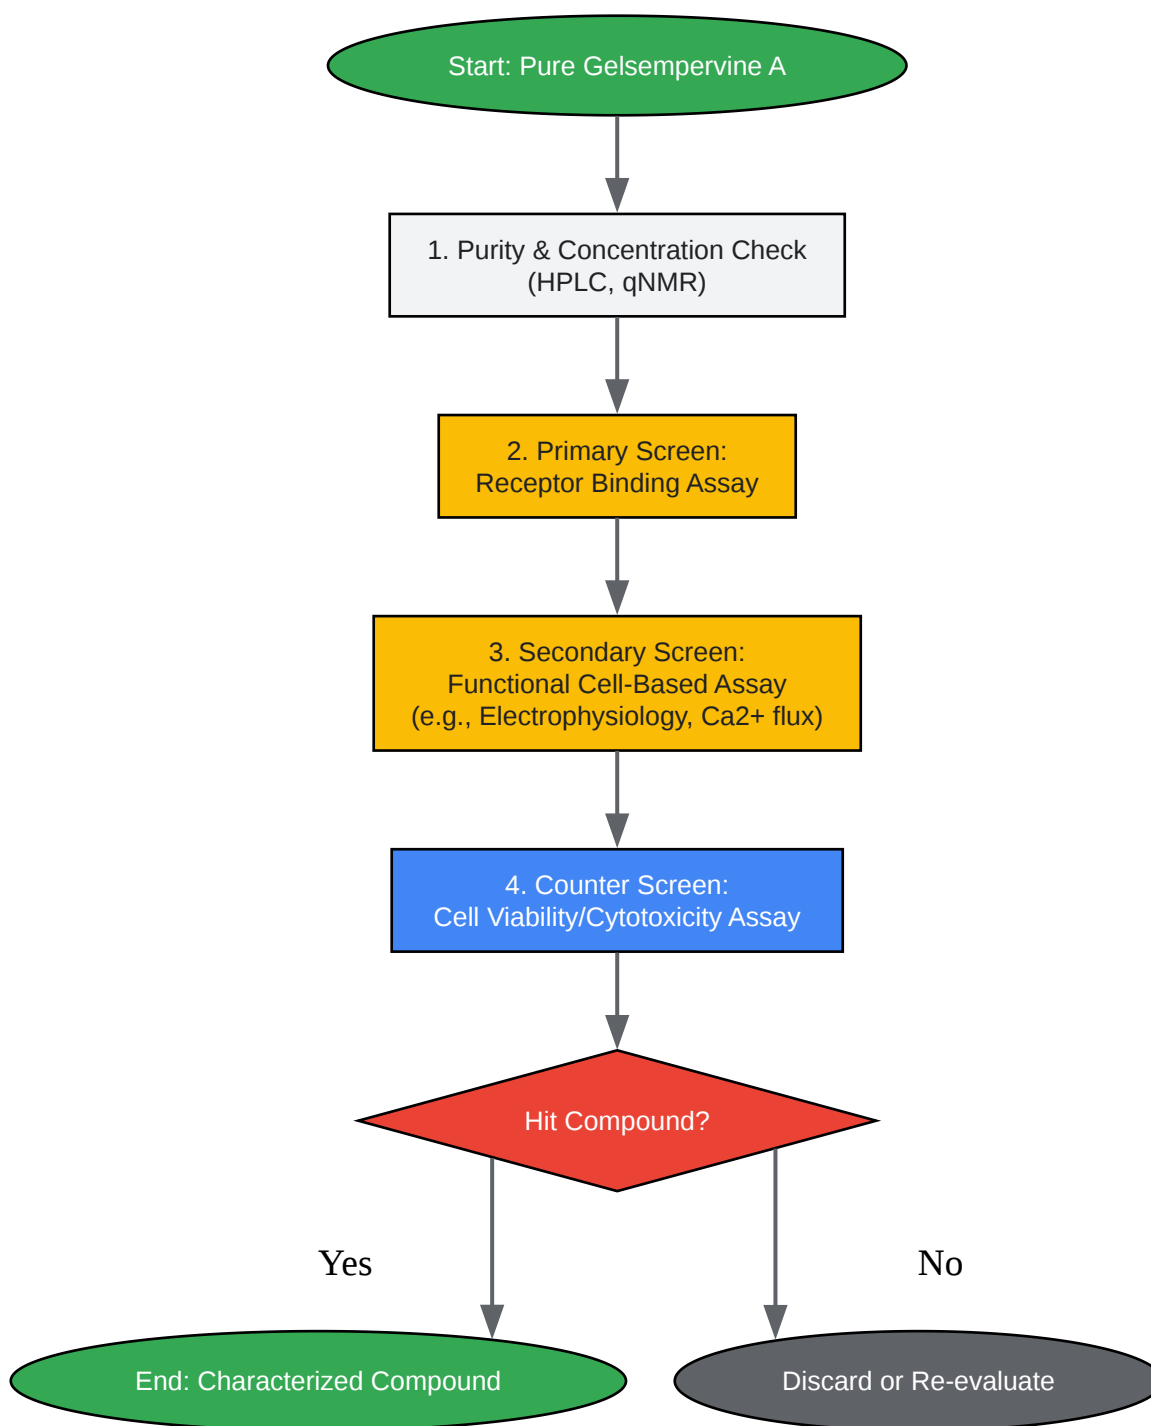 Start: Pure Gelsempervine A
1. Purity & Concentration Check
(HPLC, qNMR)
2. Primary Screen:
Receptor Binding Assay
3. Secondary Screen:
Functional Cell-Based Assay
(e.g., Electrophysiology, Ca2+ flux)
4. Counter Screen:
Cell Viability/Cytotoxicity Assay
Hit Compound?
Yes
No
End: Characterized Compound
Discard or Re-evaluate